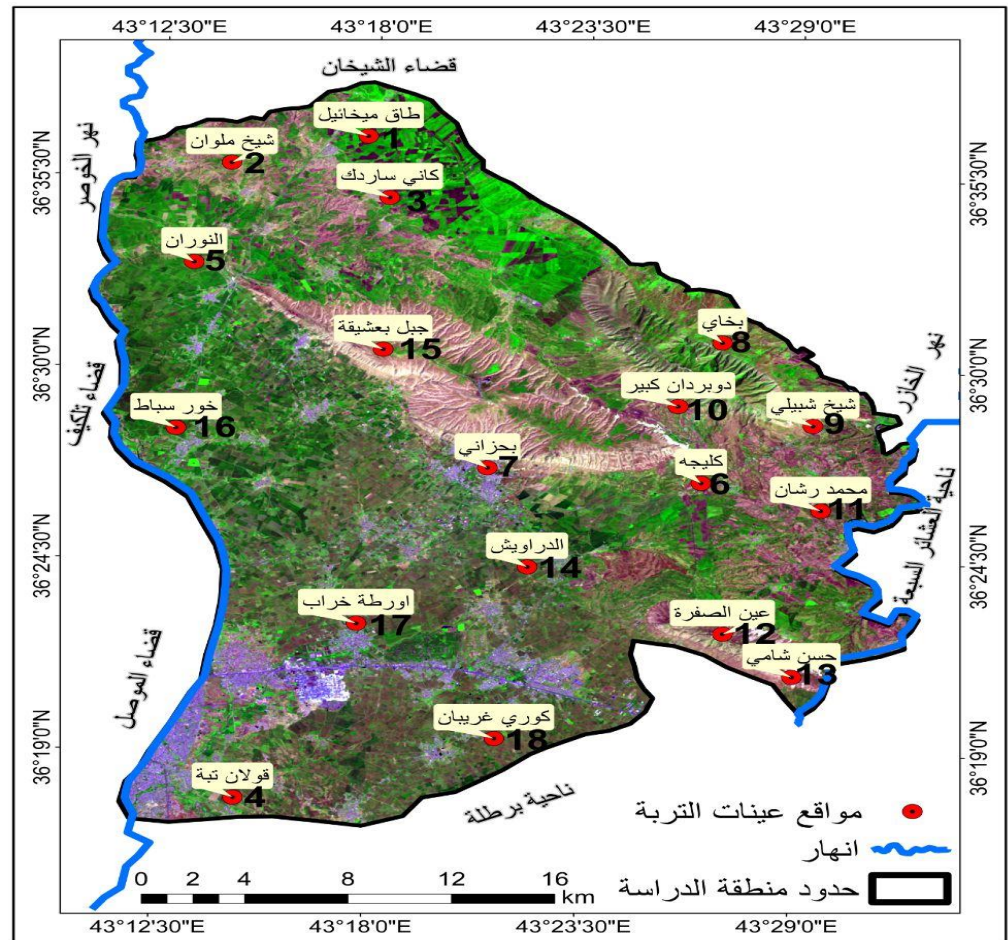 43°12'30"E 43°18'0"E 43°23'30"E 43°29'0"E
قضاء الشيخان
طاق ميخائيل
1
شيخ ملوان
2
كاني ساردك
3
36°35'30"N
36°35'30"N
نهر الخوصر
النوران
5
جبل بعشيقة
15
بخاي
8
36°30'0"N
36°30'0"N
نهر الخازر
دوبردان كبير
10
شيخ شبيلي
9
قضاء تلكيف
خور سباط
16
بحزاني
7
كليجه
6
محمد رشان
11
ناحية العشائر السبعة
36°24'30"N
36°24'30"N
الدراويش
14
اورطة خراب
17
عين الصفرة
12
حسن شامي
13
قضاء الموصل
كوري غريبان
18
36°19'0"N
36°19'0"N
قولان تبة
4
ناحية برطلة
مواقع عينات التربة
انهار
حدود منطقة الدراسة
0 2 4 8 12 16
km
43°12'30"E 43°18'0"E 43°23'30"E 43°29'0"E